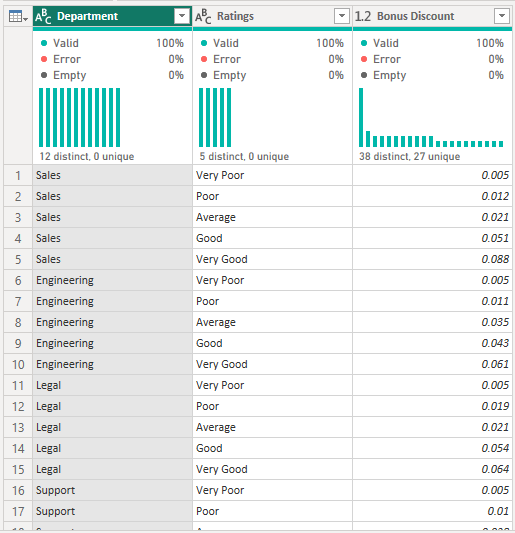 ABC Department ABC Ratings 1.2 Bonus Discount
Valid 100% Valid 100% Valid 100%
Error 0% Error 0% Error 0%
Empty 0% Empty 0% Empty 0%
12 distinct, 0 unique 5 distinct, 0 unique 38 distinct, 27 unique
1 Sales Very Poor 0.005
2 Sales Poor 0.012
3 Sales Average 0.021
4 Sales Good 0.051
5 Sales Very Good 0.088
6 Engineering Very Poor 0.005
7 Engineering Poor 0.011
8 Engineering Average 0.035
9 Engineering Good 0.043
10 Engineering Very Good 0.061
11 Legal Very Poor 0.005
12 Legal Poor 0.019
13 Legal Average 0.021
14 Legal Good 0.054
15 Legal Very Good 0.064
16 Support Very Poor 0.005
17 Support Poor 0.01